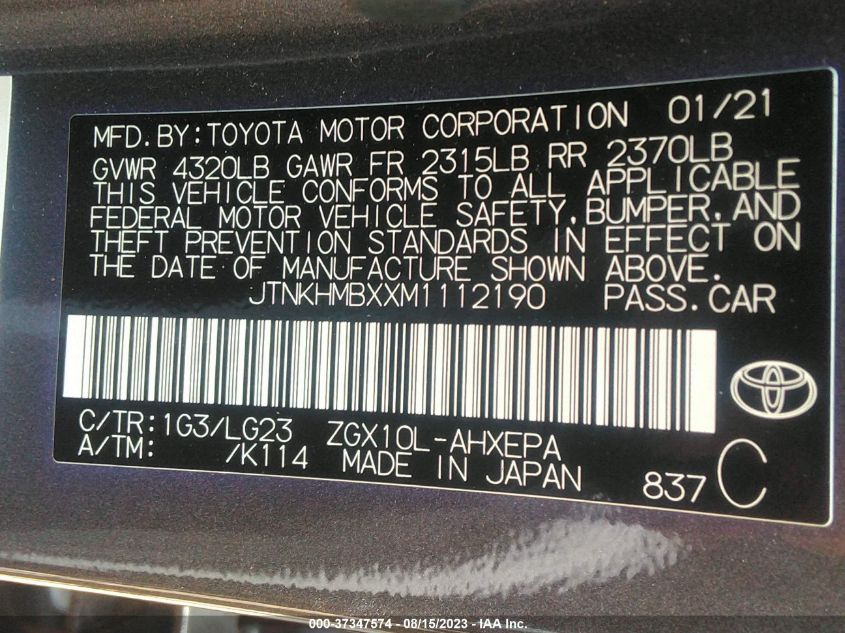 MFD.BY:TOYOTA MOTOR CORPORATION 01/21
GVWR 4320LB GAWR FR 2315LB RR 2370LB
THIS VEHICLE CONFORMS TO ALL APPLICABLE
FEDERAL MOTOR VEHICLE SAFETY,BUMPER,AND
THEFT PREVENTION STANDARDS IN EFFECT ON
THE DATE OF MANUFACTURE SHOWN ABOVE.
JTNKHMBXXM1112190 PASS.CAR
C/TR:1G3/LG23 ZGX10L-AHXEPA
A/TM: /K114 MADE IN JAPAN 837 C
000-37347574 - 08/15/2023 - IAA Inc.